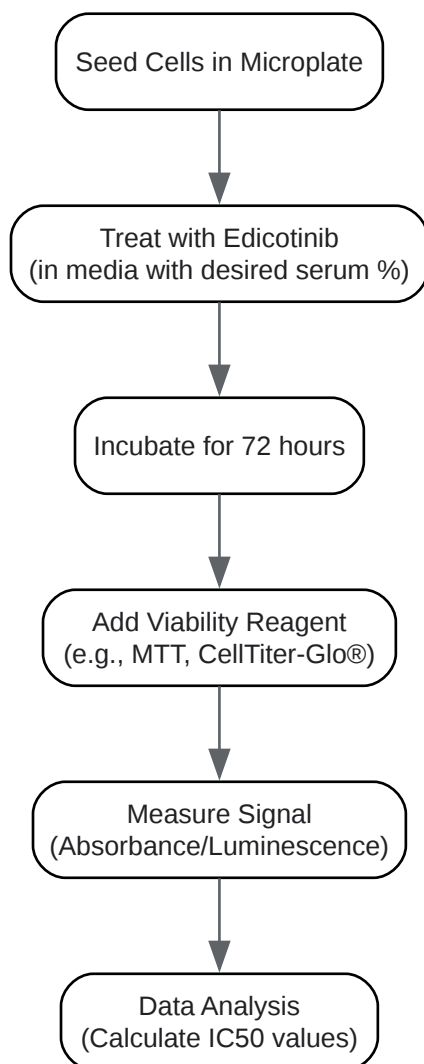 Seed Cells in Microplate
Treat with Edicotinib
(in media with desired serum %)
Incubate for 72 hours
Add Viability Reagent
(e.g., MTT, CellTiter-Glo®)
Measure Signal
(Absorbance/Luminescence)
Data Analysis
(Calculate IC50 values)